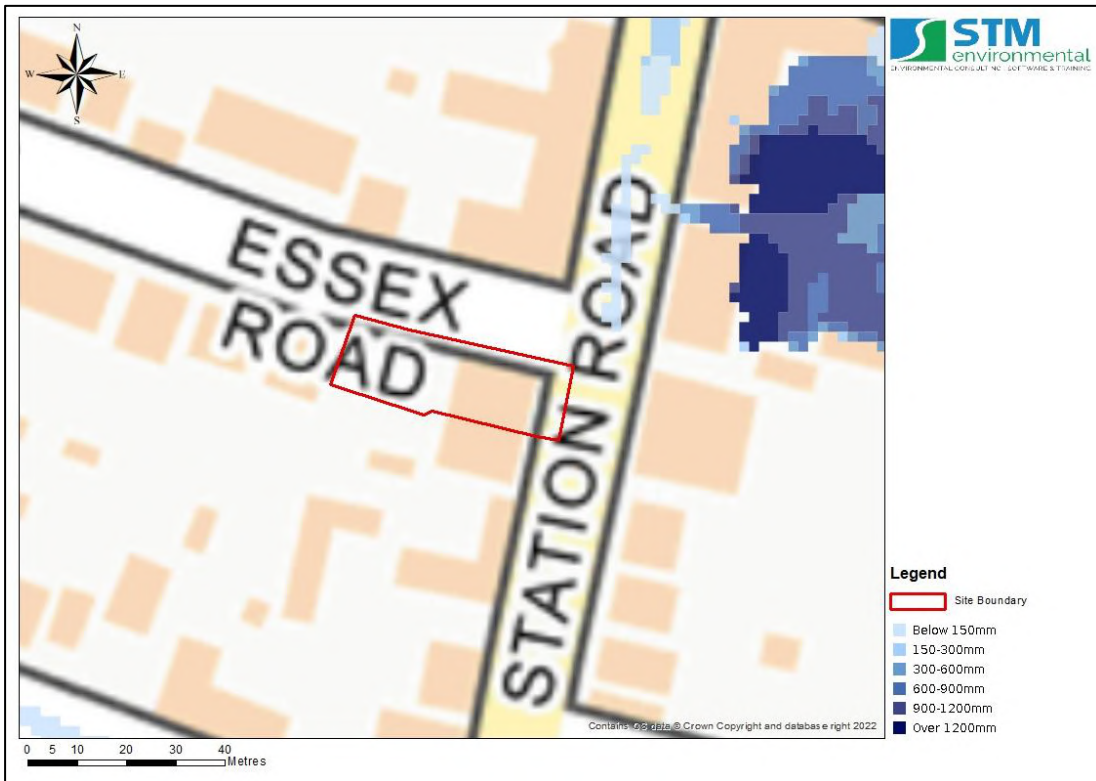 N
W E
S
STM
environmental
ENVIRONMENTAL CONSULTING | SOFTWARE & TRAINING
ESSEX
ROAD
STATION ROAD
Legend
Site Boundary
Below 150mm
150-300mm
300-600mm
600-900mm
900-1200mm
Over 1200mm
Contains OS data © Crown Copyright and database right 2022
0 5 10 20 30 40
Metres